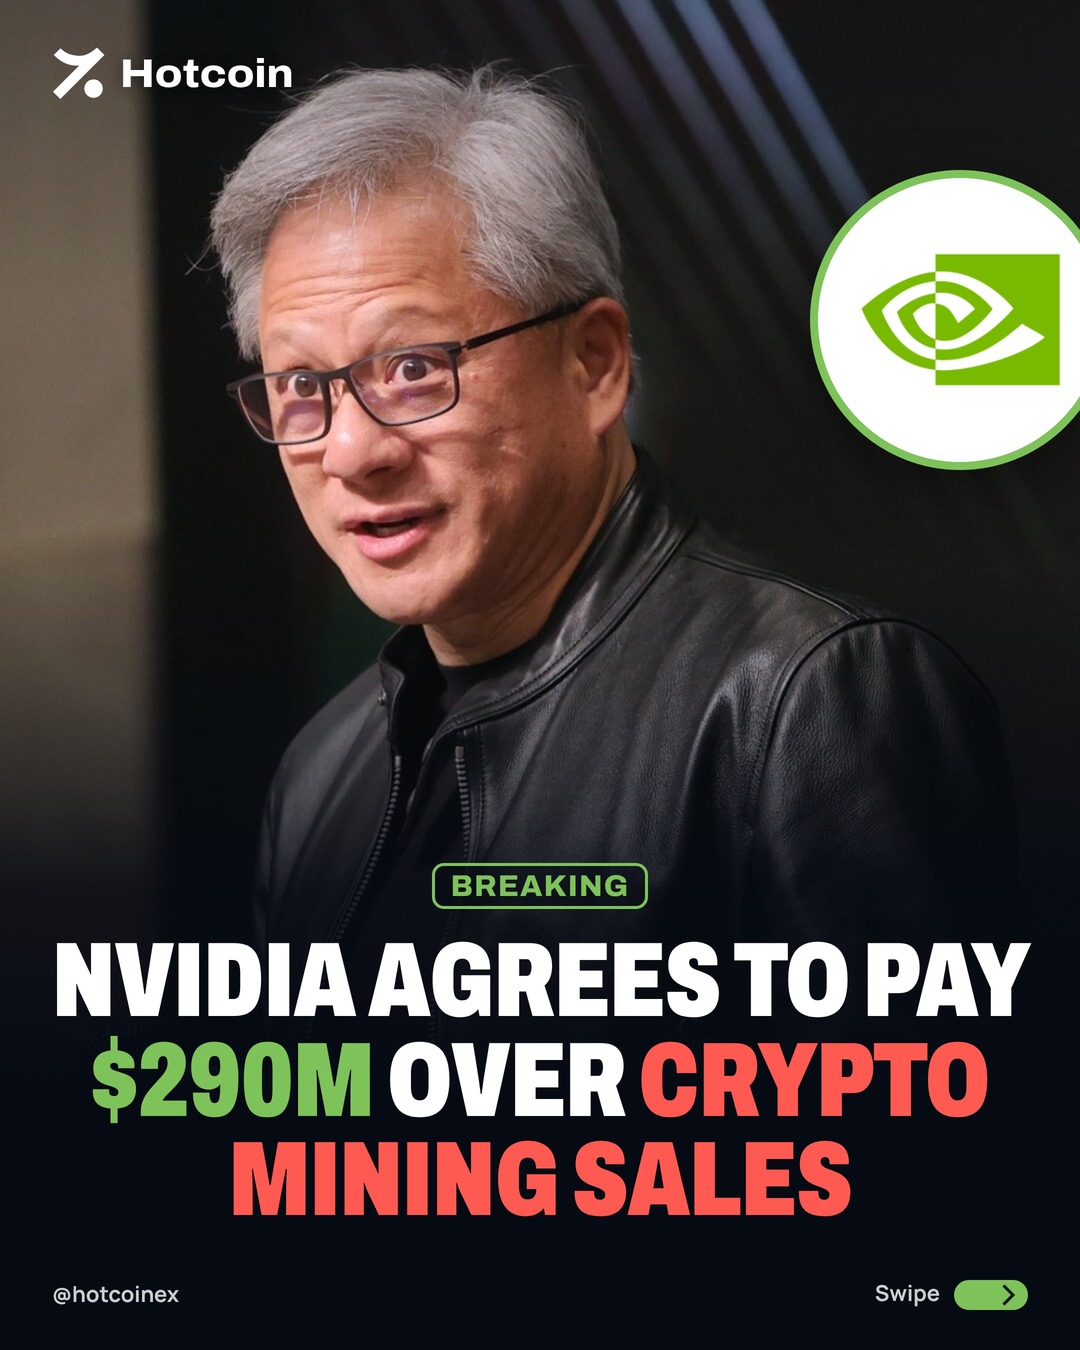 Hotcoin
BREAKING
NVIDIA AGREES TO PAY
$290M OVER CRYPTO
MINING SALES
@hotcoinex
Swipe